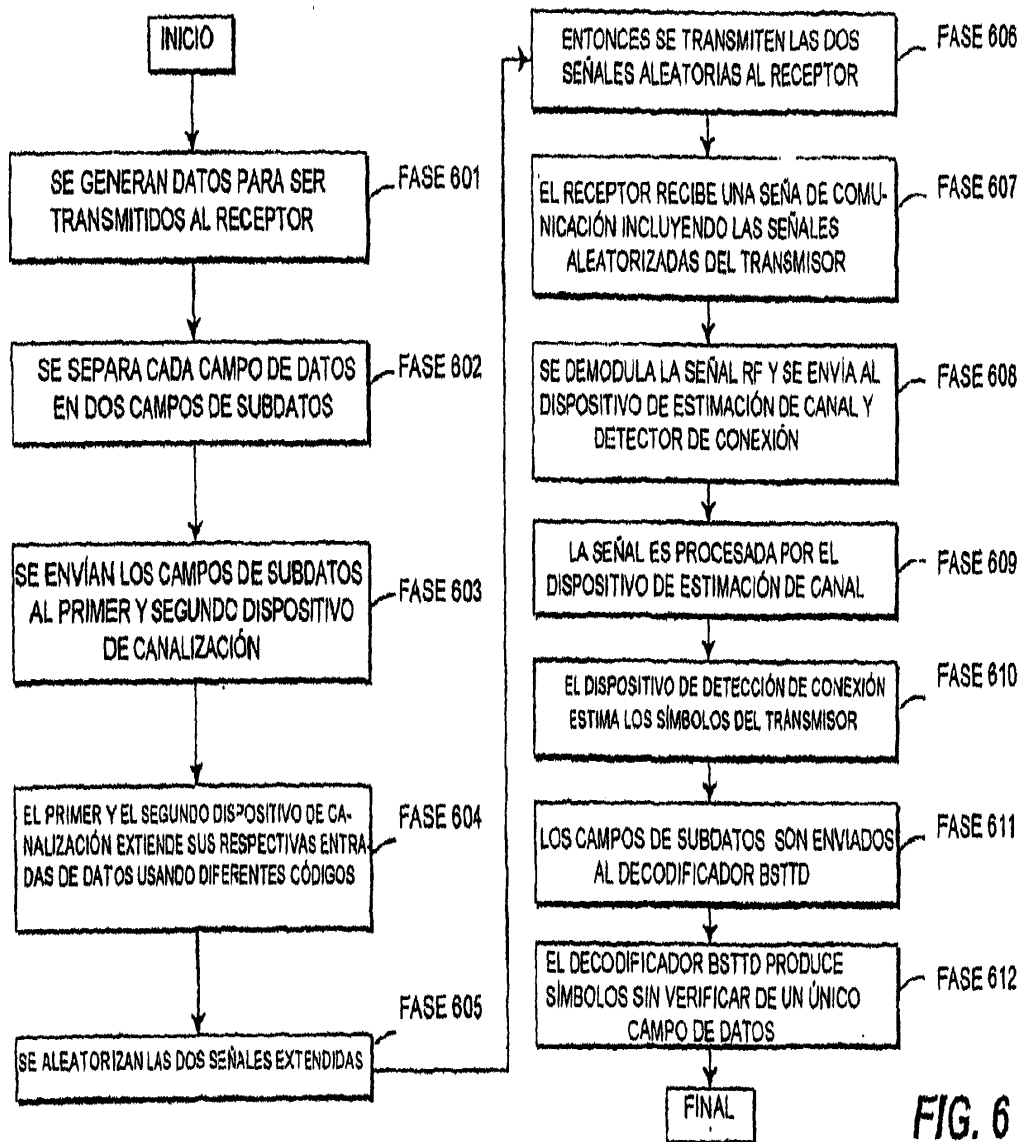 INICIO
SE GENERAN DATOS PARA SER
TRANSMITIDOS AL RECEPTOR
FASE 601
SE SEPARA CADA CAMPO DE DATOS
EN DOS CAMPOS DE SUBDATOS
FASE 602
SE ENVÍAN LOS CAMPOS DE SUBDATOS
AL PRIMER Y SEGUNDO DISPOSITIVO
DE CANALIZACIÓN
FASE 603
EL PRIMER Y EL SEGUNDO DISPOSITIVO DE CA-
NALIZACIÓN EXTIENDE SUS RESPECTIVAS ENTRA-
DAS DE DATOS USANDO DIFERENTES CÓDIGOS
FASE 604
SE ALEATORIZAN LAS DOS SEÑALES EXTENDIDAS
FASE 605
ENTONCES SE TRANSMITEN LAS DOS
SEÑALES ALEATORIAS AL RECEPTOR
FASE 606
EL RECEPTOR RECIBE UNA SEÑA DE COMU-
NICACIÓN INCLUYENDO LAS SEÑALES
ALEATORIZADAS DEL TRANSMISOR
FASE 607
SE DEMODULA LA SEÑAL RF Y SE ENVÍA AL
DISPOSITIVO DE ESTIMACIÓN DE CANAL Y
DETECTOR DE CONEXIÓN
FASE 608
LA SEÑAL ES PROCESADA POR EL
DISPOSITIVO DE ESTIMACIÓN DE CANAL
FASE 609
EL DISPOSITIVO DE DETECCIÓN DE CONEXIÓN
ESTIMA LOS SÍMBOLOS DEL TRANSMISOR
FASE 610
LOS CAMPOS DE SUBDATOS SON ENVIADOS
AL DECODIFICADOR BSTTD
FASE 611
EL DECODIFICADOR BSTTD PRODUCE
SÍMBOLOS SIN VERIFICAR DE UN ÚNICO
CAMPO DE DATOS
FASE 612
FINAL
FIG. 6